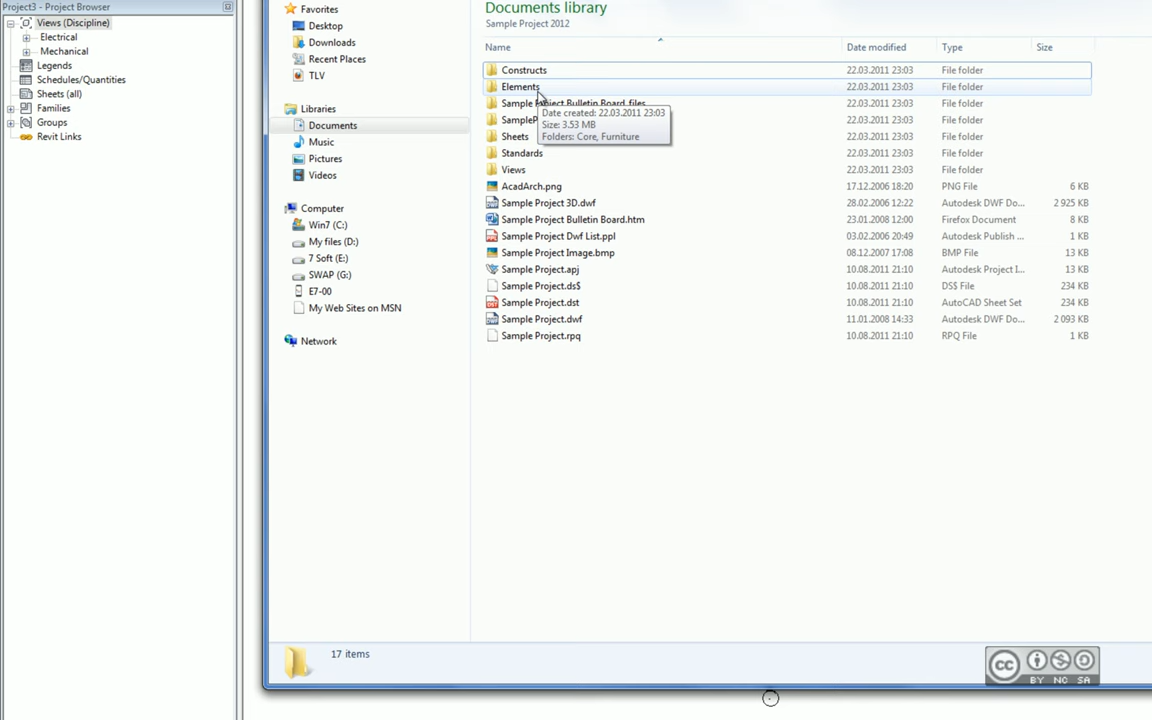 Project3 - Project Browser
Views (Discipline)
Electrical
Mechanical
Legends
Schedules/Quantities
Sheets (all)
Families
Groups
Revit Links
Favorites
Desktop
Downloads
Recent Places
TLV
Libraries
Documents
Music
Pictures
Videos
Computer
Win7 (C:)
My files (D:)
7 Soft (E:)
SWAP (G:)
E7-00
My Web Sites on MSN
Network
Documents library
Sample Project 2012
Name Date modified Type Size
Constructs 22.03.2011 23:03 File folder
Elements 22.03.2011 23:03 File folder
Sample Project Bulletin Board_files 22.03.2011 23:03 File folder
SampleP 22.03.2011 23:03 File folder
Sheets 22.03.2011 23:03 File folder
Standards 22.03.2011 23:03 File folder
Views 22.03.2011 23:03 File folder
AcadArch.png 17.12.2006 18:20 PNG File 6 KB
Sample Project 3D.dwf 28.02.2006 12:22 Autodesk DWF Do... 2 925 KB
Sample Project Bulletin Board.htm 23.01.2008 12:00 Firefox Document 8 KB
Sample Project Dwf List.ppl 03.02.2006 20:49 Autodesk Publish ... 1 KB
Sample Project Image.bmp 08.12.2007 17:08 BMP File 13 KB
Sample Project.apj 10.08.2011 21:10 Autodesk Project I... 13 KB
Sample Project.ds$ 10.08.2011 21:10 DS$ File 234 KB
Sample Project.dst 10.08.2011 21:10 AutoCAD Sheet Set 234 KB
Sample Project.dwf 11.01.2008 14:33 Autodesk DWF Do... 2 093 KB
Sample Project.rpq 10.08.2011 21:10 RPQ File 1 KB
Date created: 22.03.2011 23:03
Size: 3.53 MB
Folders: Core, Furniture
17 items
cc
BY NC SA